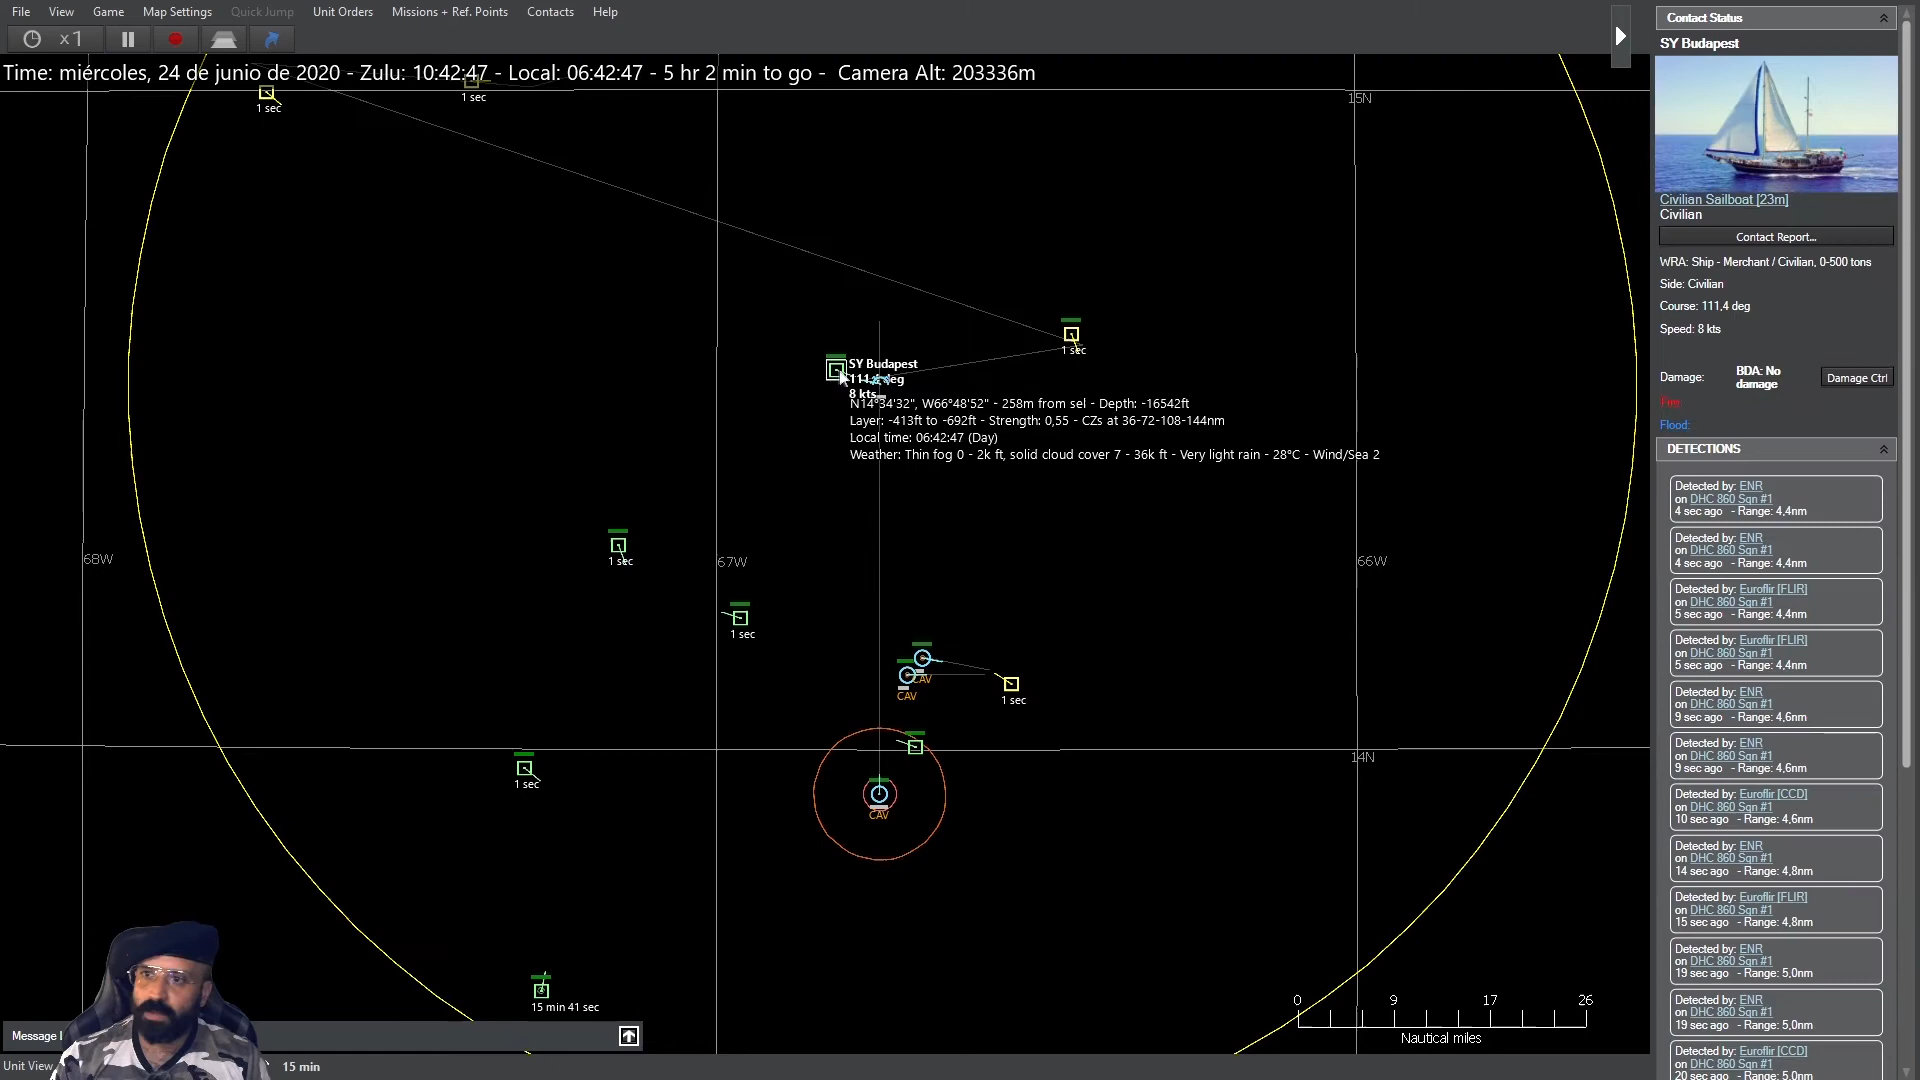 File View Game Map Settings Quick Jump Unit Orders Missions + Ref. Points Contacts Help
x1
Time: miércoles, 24 de junio de 2020 - Zulu: 10:42:47 - Local: 06:42:47 - 5 hr 2 min to go - Camera Alt: 203336m
1 sec
1 sec
15N
1 sec
SY Budapest
8 kts
N14°34'32", W66°48'52" - 258m from sel - Depth: -16542ft
Layer: -413ft to -692ft - Strength: 0,55 - CZs at 36-72-108-144nm
Local time: 06:42:47 (Day)
Weather: Thin fog 0 - 2k ft, solid cloud cover 7 - 36k ft - Very light rain - 28°C - Wind/Sea 2
68W
1 sec
67W
66W
1 sec
CAV
CAV
1 sec
14N
1 sec
CAV
15 min 41 sec
0 9 17 26
Nautical miles
Message
Unit View
15 min
Contact Status
SY Budapest
Civilian Sailboat [23m]
Civilian
Contact Report...
WRA: Ship - Merchant / Civilian, 0-500 tons
Side: Civilian
Course: 111,4 deg
Speed: 8 kts
Damage:
BDA: No
damage
Damage Ctrl
Fire:
Flood:
DETECTIONS
Detected by: ENR
on DHC 860 Sqn #1
4 sec ago - Range: 4,4nm
Detected by: ENR
on DHC 860 Sqn #1
4 sec ago - Range: 4,4nm
Detected by: Euroflir [FLIR]
on DHC 860 Sqn #1
5 sec ago - Range: 4,4nm
Detected by: Euroflir [FLIR]
on DHC 860 Sqn #1
5 sec ago - Range: 4,4nm
Detected by: ENR
on DHC 860 Sqn #1
9 sec ago - Range: 4,6nm
Detected by: ENR
on DHC 860 Sqn #1
9 sec ago - Range: 4,6nm
Detected by: Euroflir [CCD]
on DHC 860 Sqn #1
10 sec ago - Range: 4,6nm
Detected by: ENR
on DHC 860 Sqn #1
14 sec ago - Range: 4,8nm
Detected by: Euroflir [FLIR]
on DHC 860 Sqn #1
15 sec ago - Range: 4,8nm
Detected by: ENR
on DHC 860 Sqn #1
19 sec ago - Range: 5,0nm
Detected by: ENR
on DHC 860 Sqn #1
19 sec ago - Range: 5,0nm
Detected by: Euroflir [CCD]
on DHC 860 Sqn #1
20 sec ago - Range: 5,0nm